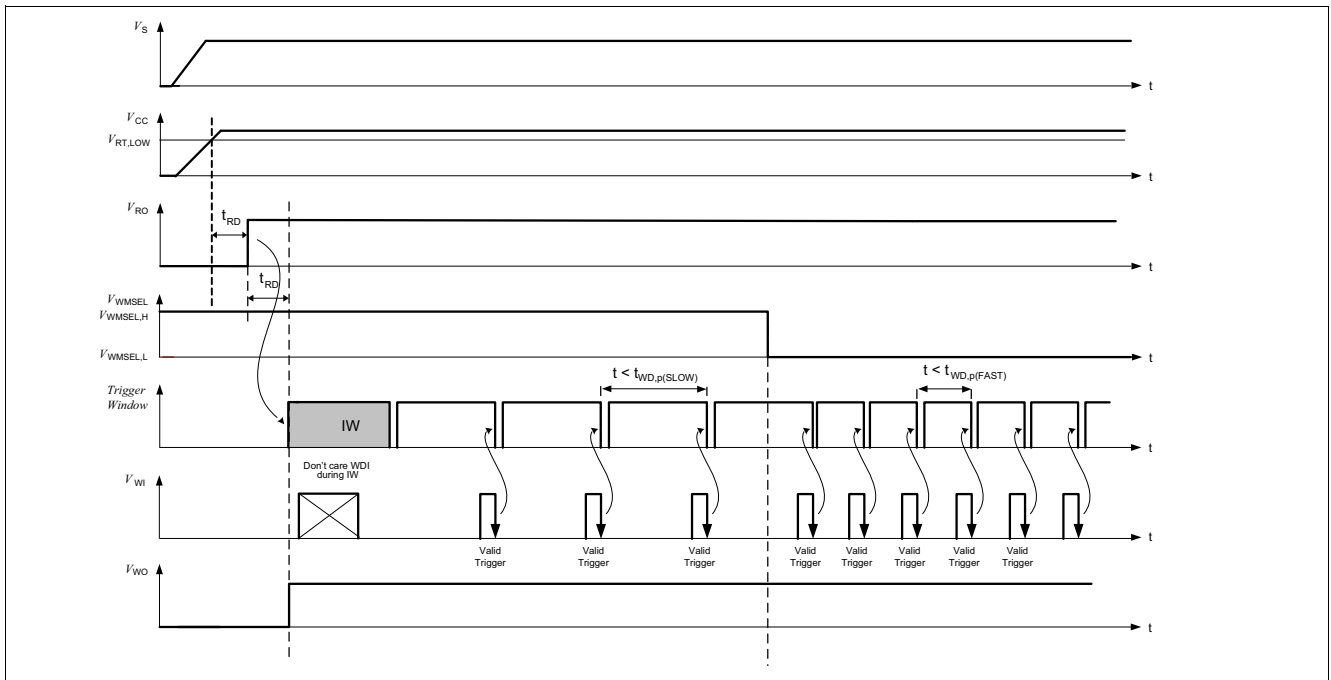 VS
t
VCC
VRT,LOW
t
VRO
tRD
t
tRD
VWMSEL
VWMSEL,H
VWMSEL,L
t
t < tWD,p(SLOW)
t < tWD,p(FAST)
Trigger
Window
IW
t
Don't care WDI
during IW
VWI
t
Valid
Trigger
Valid
Trigger
Valid
Trigger
Valid
Trigger
Valid
Trigger
Valid
Trigger
Valid
Trigger
Valid
Trigger
VWO
t